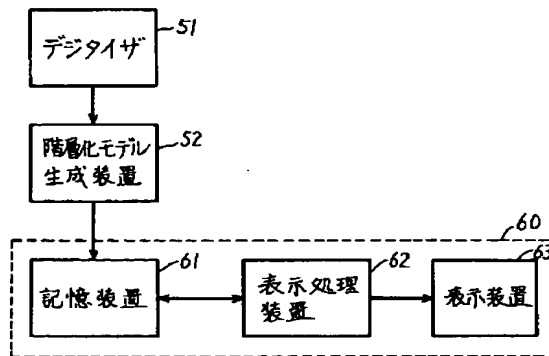 51
デジタイザ
52
階層化モデル
生成装置
60
61
記憶装置
62
表示処理
装置
63
表示装置